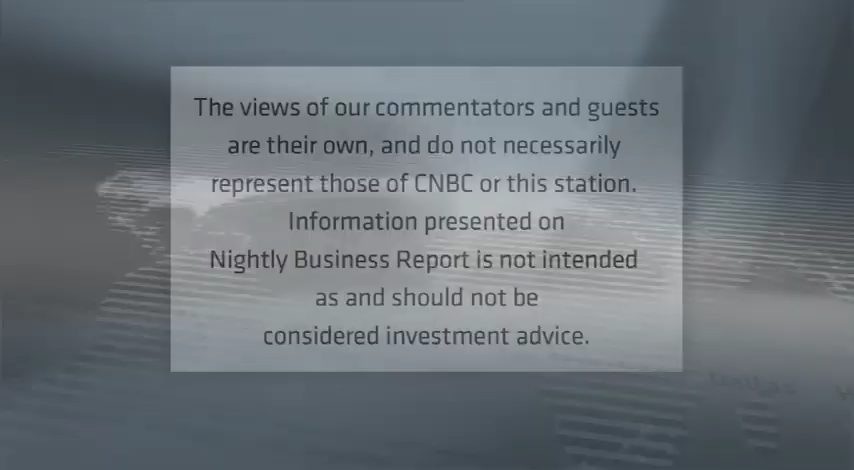 The views of our commentators and guests
are their own, and do not necessarily
represent those of CNBC or this station.
Information presented on
Nightly Business Report is not intended
as and should not be
considered investment advice.